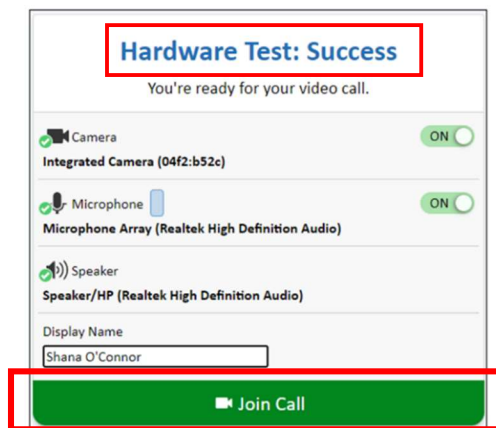 Hardware Test: Success
You're ready for your video call.
Camera
ON
Integrated Camera (04f2:b52c)
Microphone
ON
Microphone Array (Realtek High Definition Audio)
Speaker
Speaker/HP (Realtek High Definition Audio)
Display Name
Shana O'Connor
Join Call